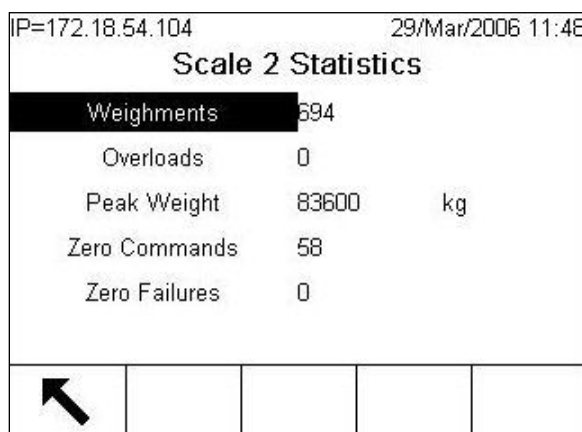 IP=172.18.54.104 29/Mar/2006 11:48
Scale 2 Statistics
Weighments 694
Overloads 0
Peak Weight 83600 kg
Zero Commands 58
Zero Failures 0